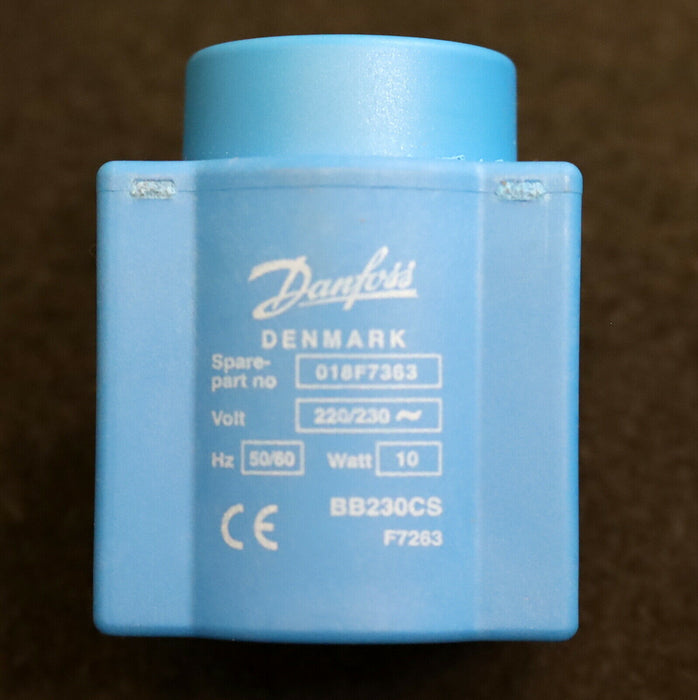 Danfoss
DENMARK
Spare-
part no 018F7363
Volt 220/230 ~
Hz 50/60 Watt 10
BB230CS
CE F7263